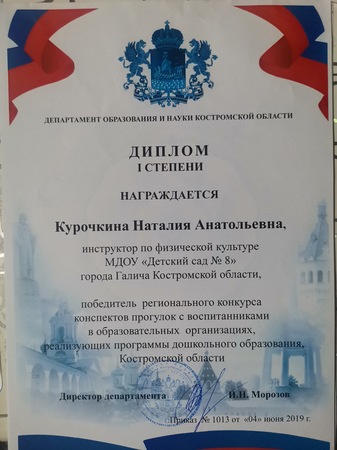 ДЕПАРТАМЕНТ ОБРАЗОВАНИЯ И НАУКИ КОСТРОМСКОЙ ОБЛАСТИ
ДИПЛОМ
I СТЕПЕНИ
НАГРАЖДАЕТСЯ
Курочкина Наталия Анатольевна,
инструктор по физической культуре
МДОУ «Детский сад № 8»
города Галича Костромской области,
победитель регионального конкурса
конспектов прогулок с воспитанниками
в образовательных организациях,
реализующих программы дошкольного образования,
Костромской области
Директор департамента И.Н. Морозов
Приказ № 1013 от «04» июня 2019 г.